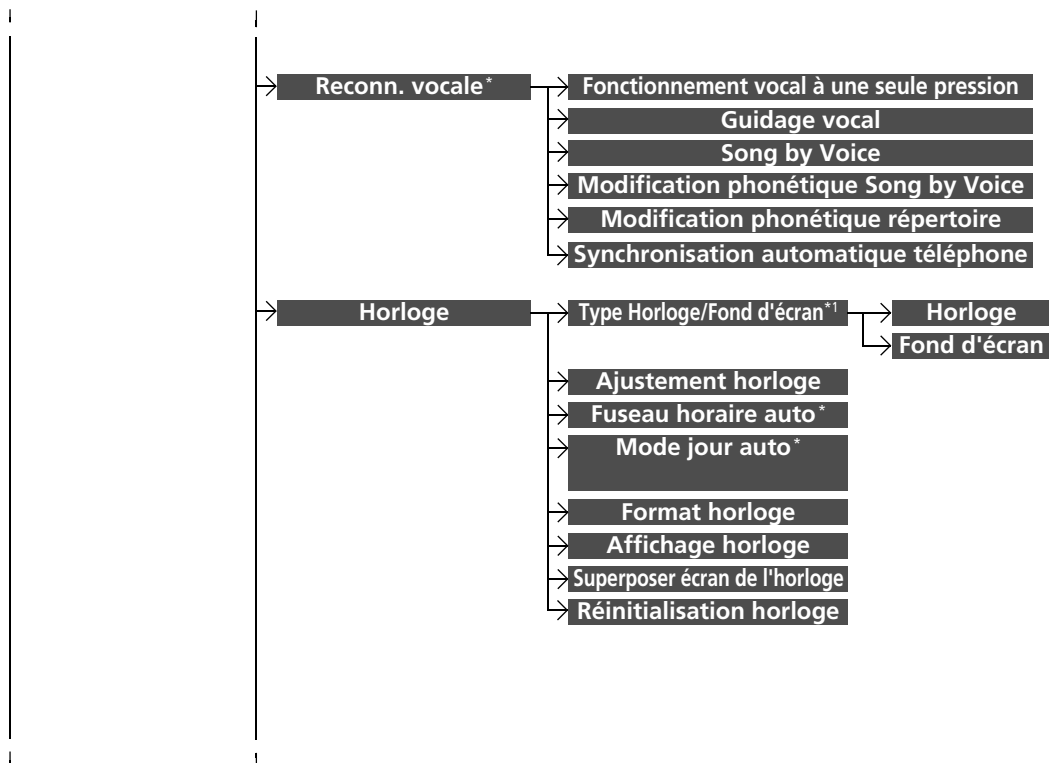 Reconn. vocale*
Fonctionnement vocal à une seule pression
Guidage vocal
Song by Voice
Modification phonétique Song by Voice
Modification phonétique répertoire
Synchronisation automatique téléphone
Horloge
Type Horloge/Fond d'écran*1
Horloge
Fond d'écran
Ajustement horloge
Fuseau horaire auto*
Mode jour auto*
Format horloge
Affichage horloge
Superposer écran de l'horloge
Réinitialisation horloge